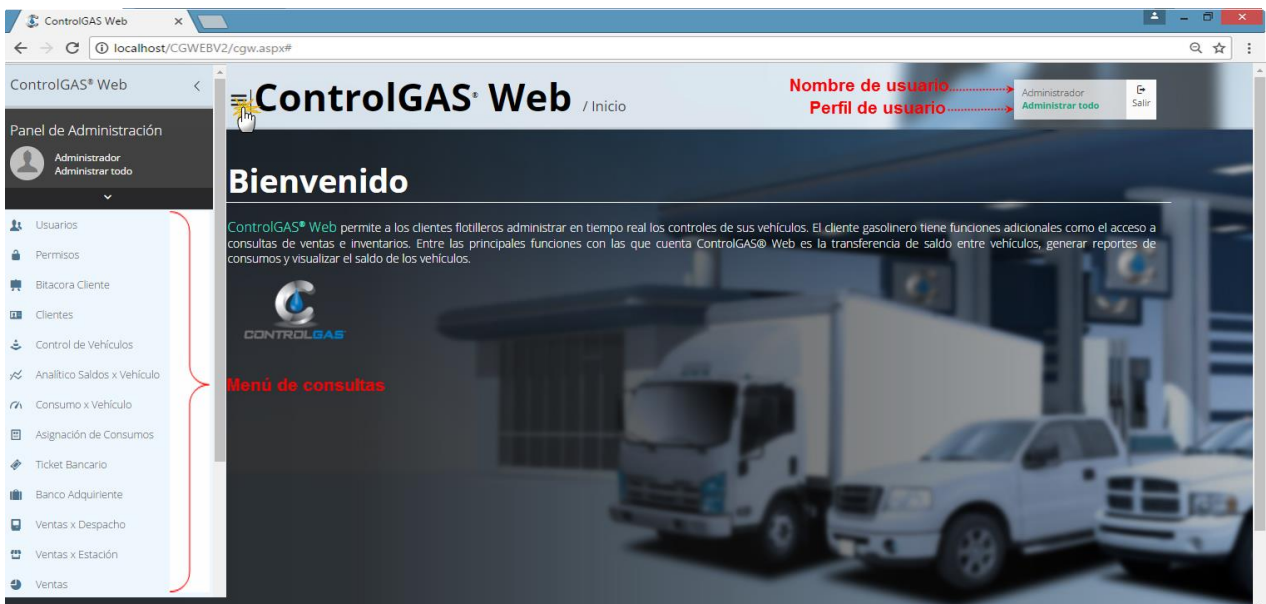 ControlGAS Web
localhost/CGWEBV2/cgw.aspx#
ControlGAS® Web
Panel de Administración
Administrador
Administrar todo
Usuarios
Permisos
Bitacora Cliente
Clientes
Control de Vehículos
Analítico Saldos x Vehículo
Consumo x Vehículo
Asignación de Consumos
Ticket Bancario
Banco Adquiriente
Ventas x Despacho
Ventas x Estación
Ventas
ControlGAS® Web / Inicio
Nombre de usuario
Perfil de usuario
Administrador
Administrar todo
Salir
Bienvenido
ControlGAS® Web permite a los clientes flotilleros administrar en tiempo real los controles de sus vehículos. El cliente gasolinero tiene funciones adicionales como el acceso a
consultas de ventas e inventarios. Entre las principales funciones con las que cuenta ControlGAS® Web es la transferencia de saldo entre vehículos, generar reportes de
consumos y visualizar el saldo de los vehículos.
CONTROLGAS
Menú de consultas